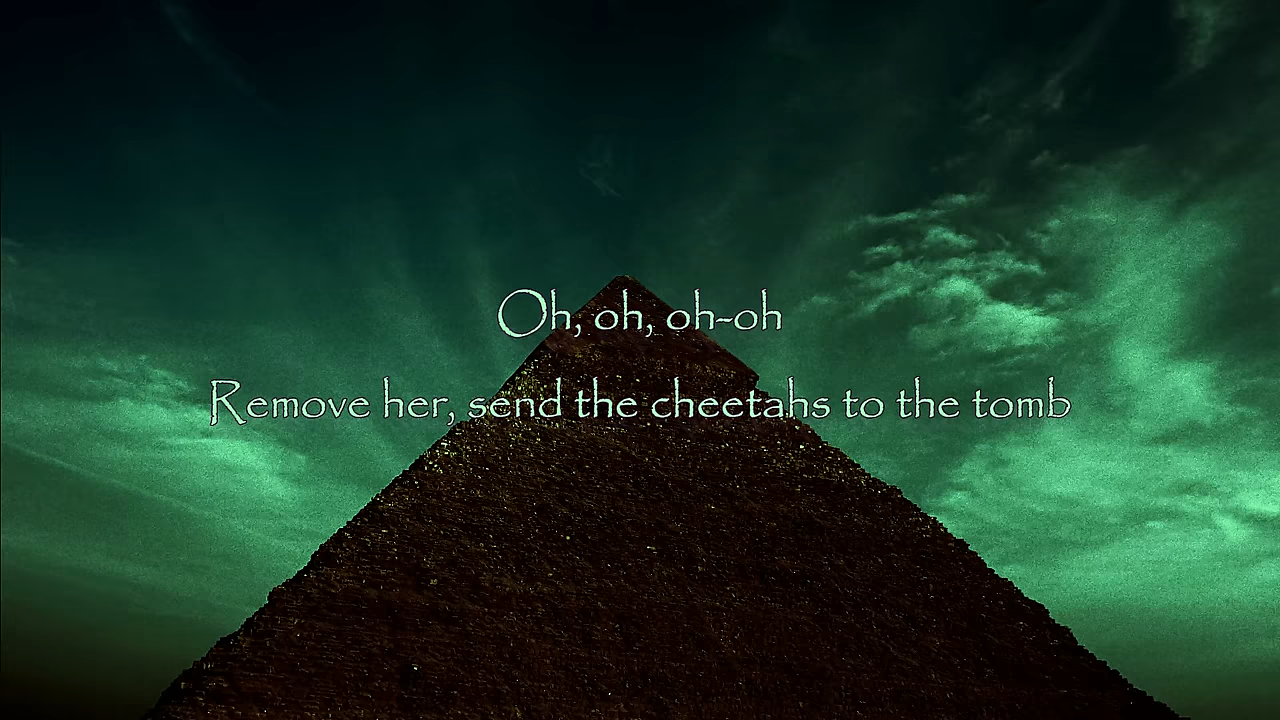 Oh, oh, oh-oh
Remove her, send the cheetahs to the tomb